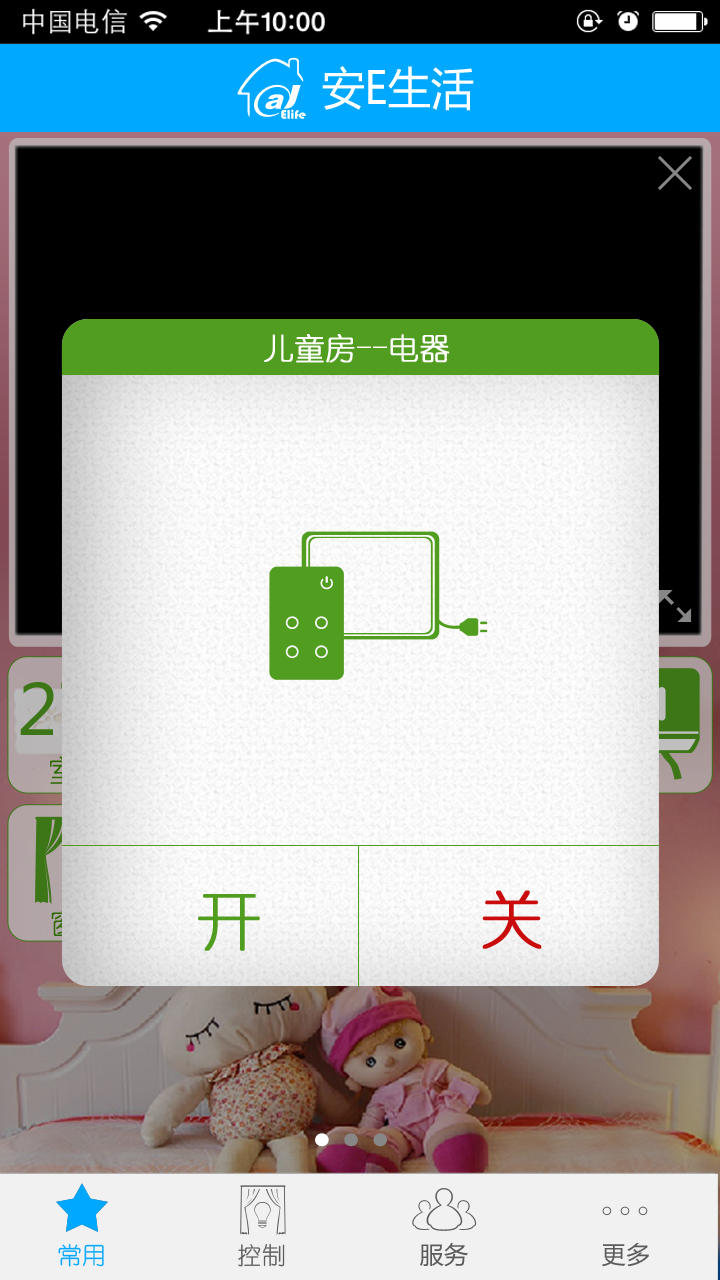 中国电信 上午10:00
a Elife 安E生活
儿童房--电器
2
开 关
常用 控制 服务 更多